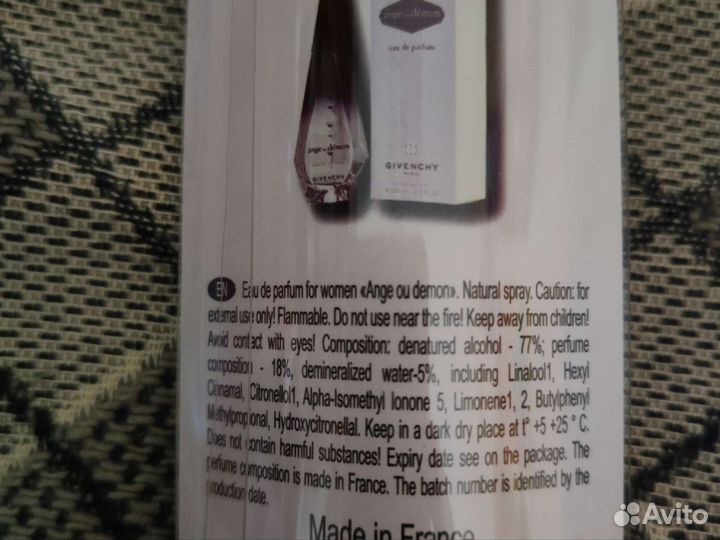 ange ou démon
eau de parfum
ange ou démon
GIVENCHY
GIVENCHY
PARIS
EN Eau de parfum for women «Ange ou demon». Natural spray. Caution: for
external use only! Flammable. Do not use near the fire! Keep away from children!
Avoid contact with eyes! Composition: denatured alcohol - 77%; perfume
composition - 18%, demineralized water-5%, including Linalool1, Hexyl
Cinnamal, Citronellol1, Alpha-Isomethyl Ionone 5, Limonene1, 2, Butylphenyl
Methylpropional, Hydroxycitronellal. Keep in a dark dry place at t° +5 +25 ° C.
Does not contain harmful substances! Expiry date see on the package. The
perfume composition is made in France. The batch number is identified by the
production date.
Made in France
Avito